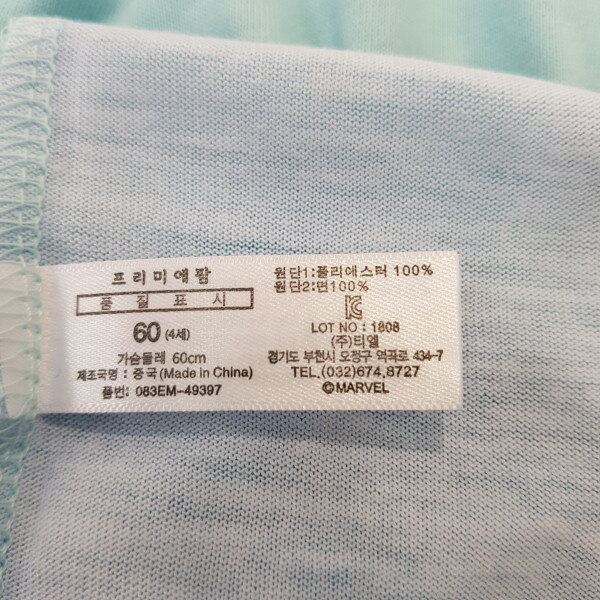 프리미에쨤
품질표시
60 (4세)
가슴둘레 60cm
제조국명 : 중국 (Made in China)
품번: 083EM-49397
원단1:폴리에스터 100%
원단2:면100%
LOT NO : 1808
(주)티엘
경기도 부천시 오정구 역곡로 434-7
TEL.(032)674.8727
©MARVEL